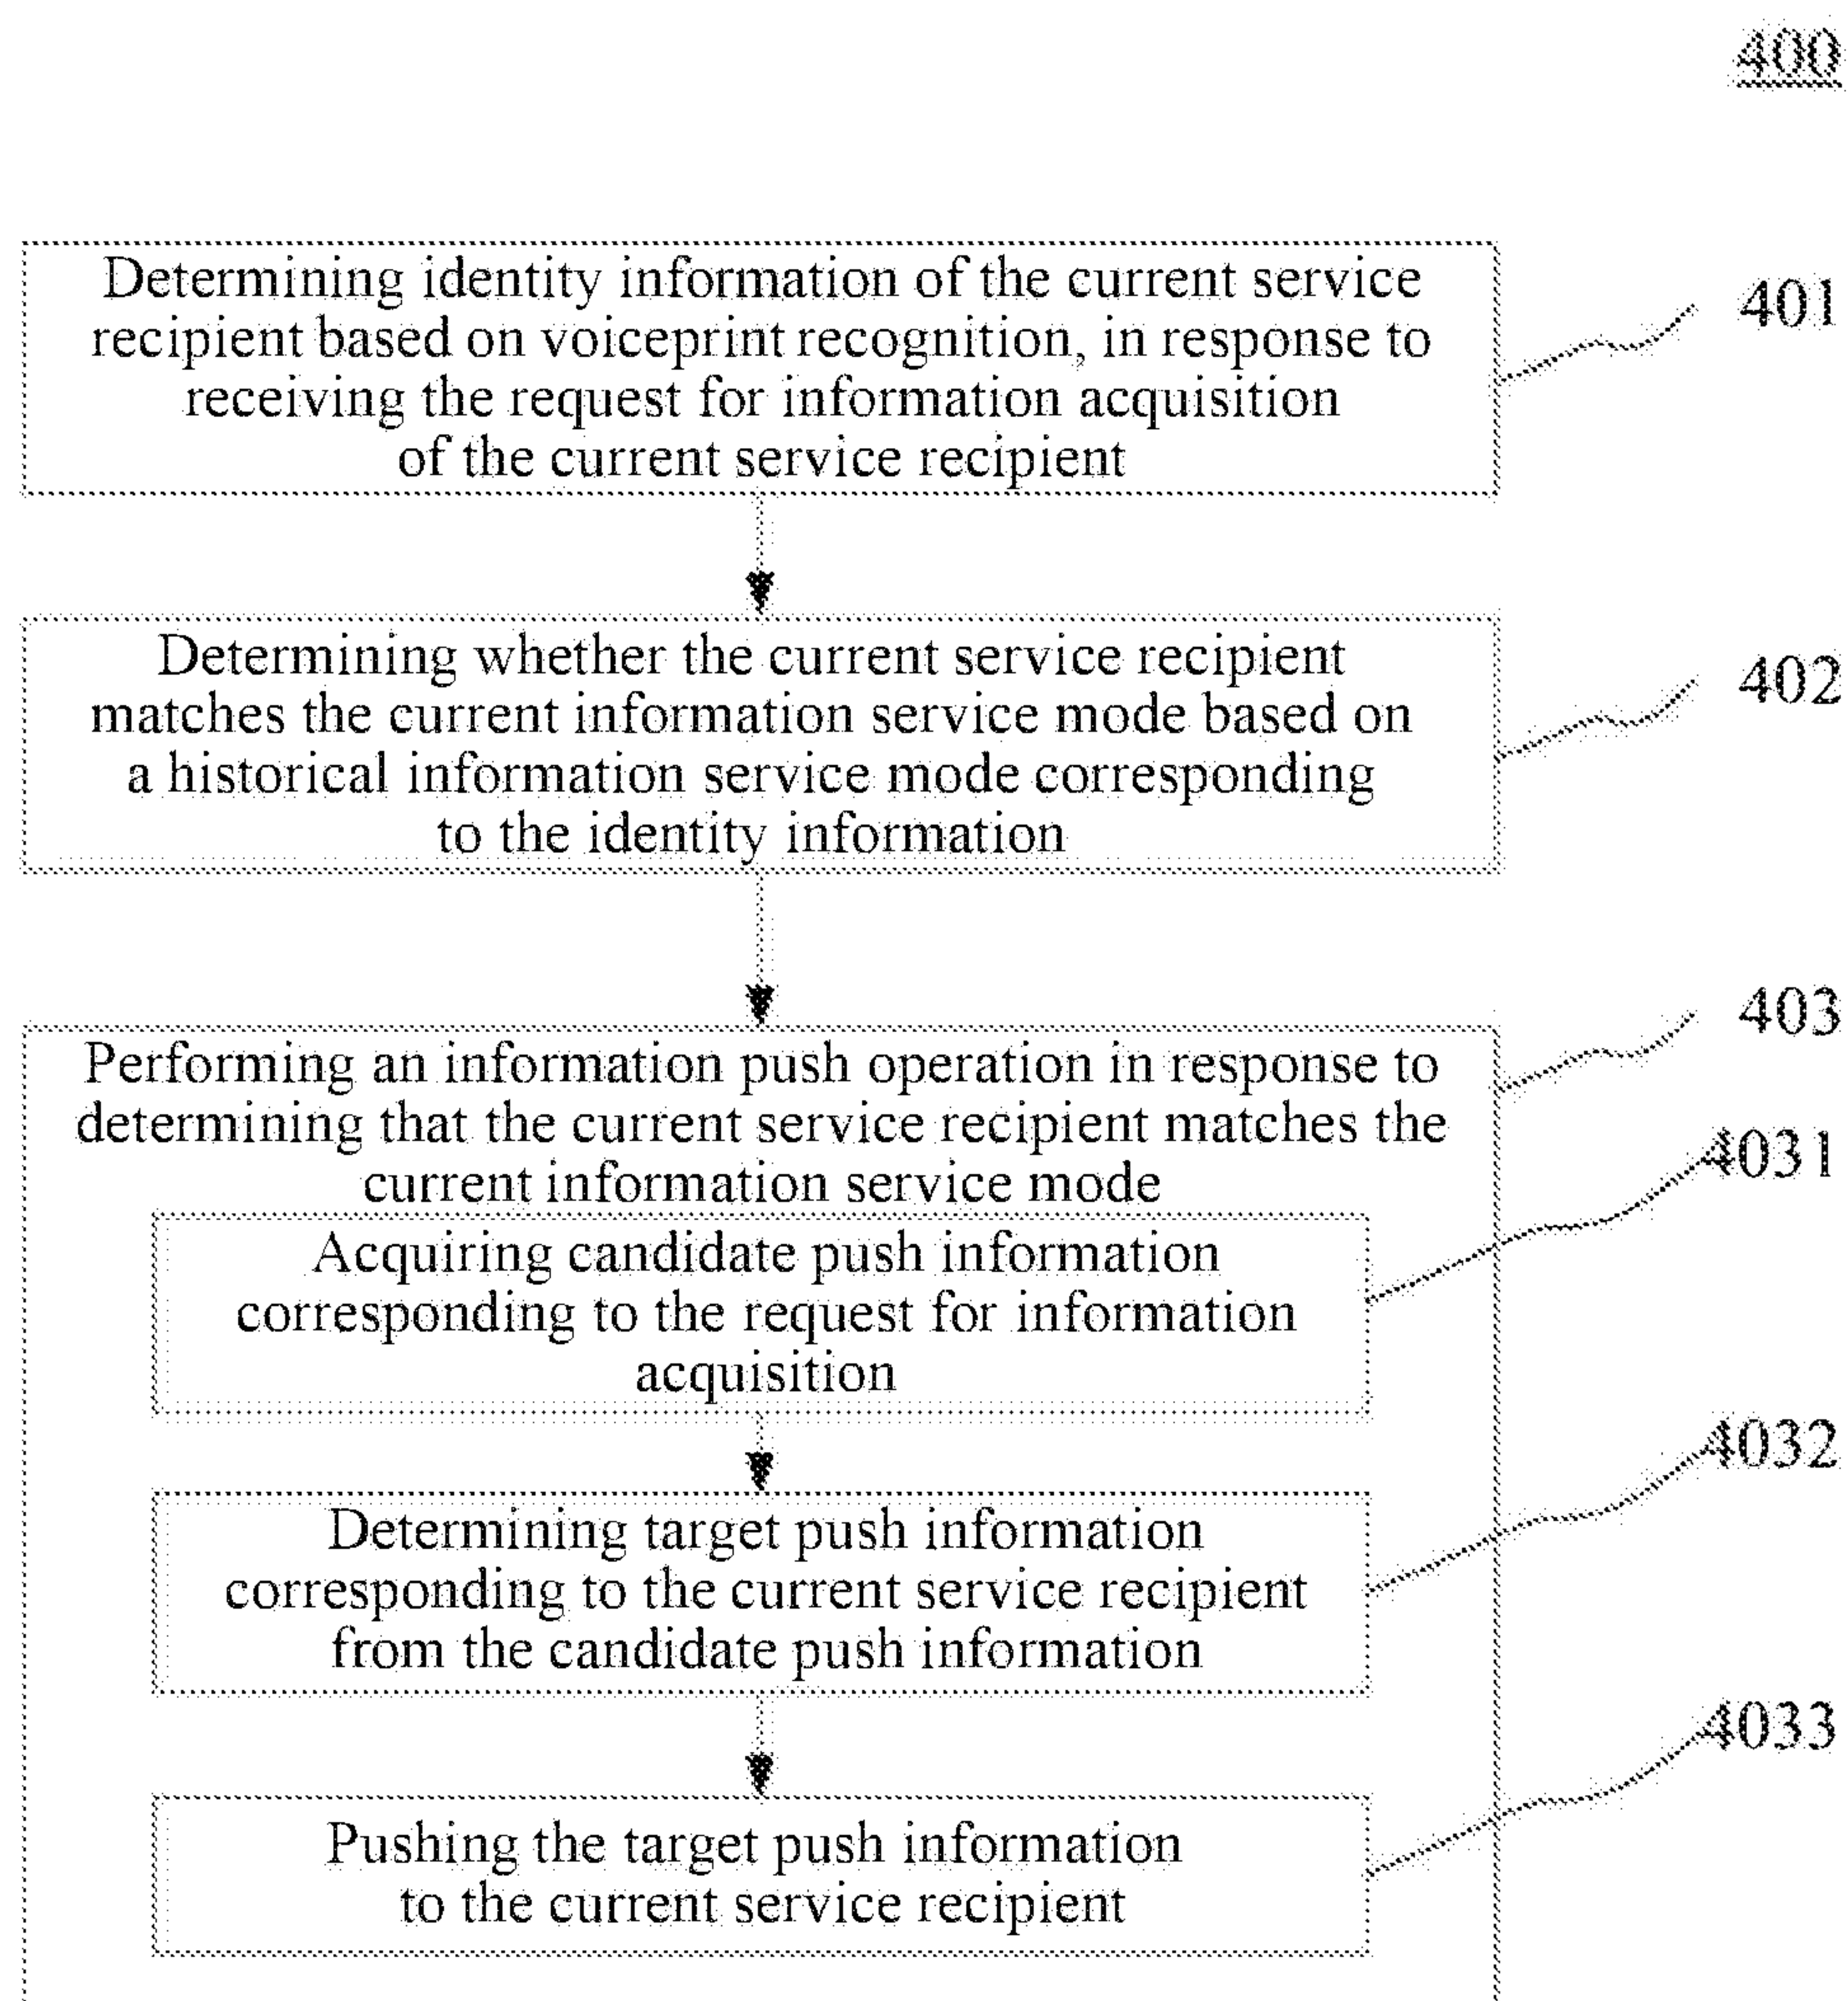 400
Determining identity information of the current service
recipient based on voiceprint recognition, in response to
receiving the request for information acquisition
of the current service recipient
401
Determining whether the current service recipient
matches the current information service mode based on
a historical information service mode corresponding
to the identity information
402
403
Performing an information push operation in response to
determining that the current service recipient matches the
current information service mode
4031
Acquiring candidate push information
corresponding to the request for information
acquisition
4032
Determining target push information
corresponding to the current service recipient
from the candidate push information
4033
Pushing the target push information
to the current service recipient